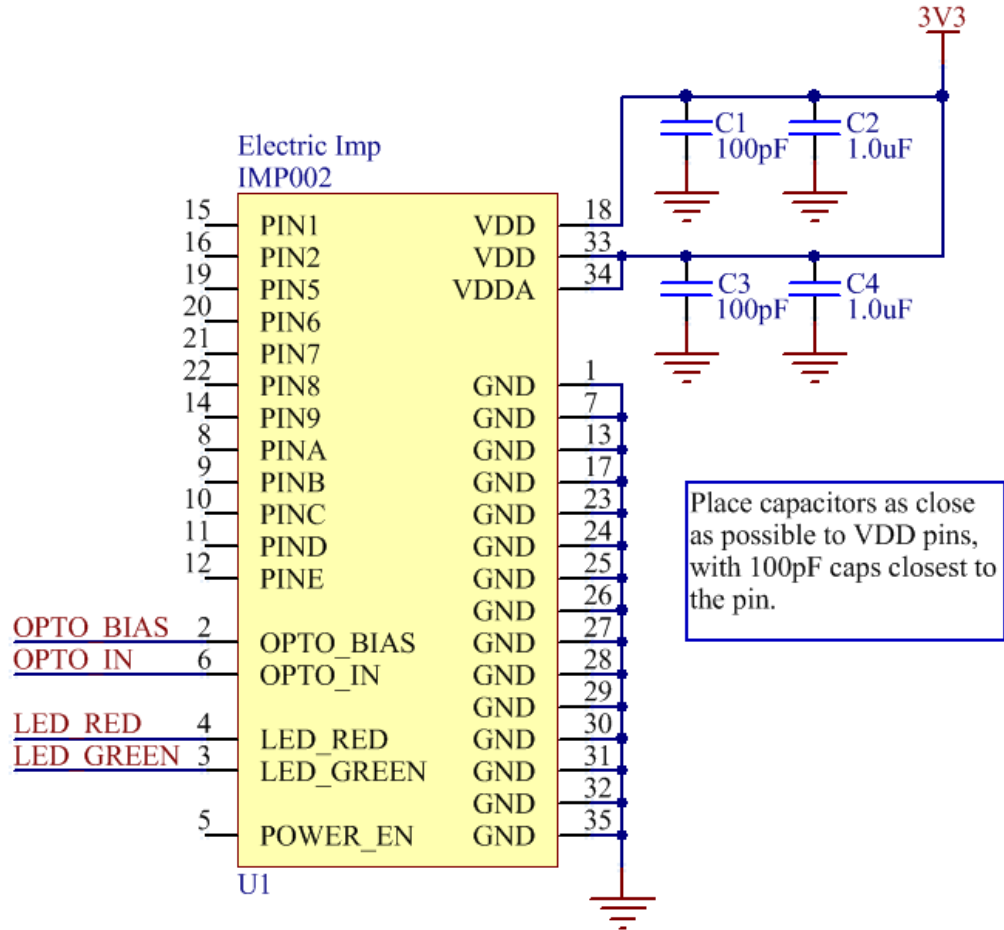 3V3
C1
100pF
C2
1.0uF
Electric Imp
IMP002
15 PIN1 VDD 18
16 PIN2 VDD 33
19 PIN5 VDDA 34
C3
100pF
C4
1.0uF
20 PIN6
21 PIN7
22 PIN8 GND 1
14 PIN9 GND 7
8 PINA GND 13
9 PINB GND 17
10 PINC GND 23
11 PIND GND 24
12 PINE GND 25
GND 26
Place capacitors as close
as possible to VDD pins,
with 100pF caps closest to
the pin.
OPTO_BIAS 2 OPTO_BIAS GND 27
OPTO_IN 6 OPTO_IN GND 28
GND 29
LED_RED 4 LED_RED GND 30
LED_GREEN 3 LED_GREEN GND 31
GND 32
5 POWER_EN GND 35
U1